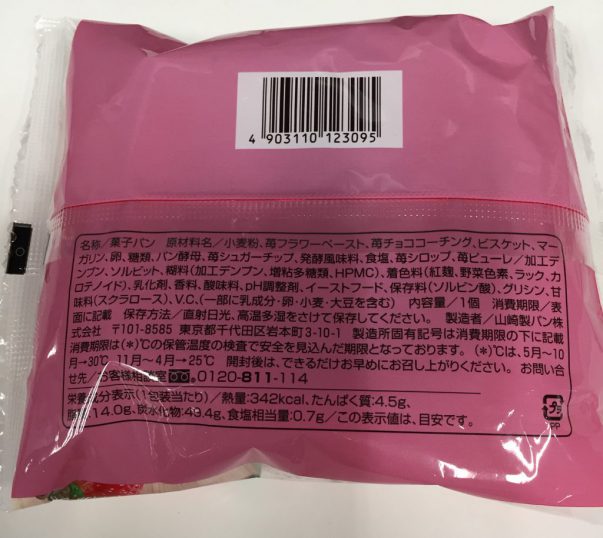 4 903110 123095
名称/菓子パン 原材料名/小麦粉、苺フラワーペースト、苺チョココーチング、ビスケット、マー
ガリン、卵、糖類、パン酵母、苺シュガーチップ、発酵風味料、食塩、苺シロップ、苺ピューレ/加工デ
ンプン、ソルビット、糊料(加工デンプン、増粘多糖類、HPMC)、着色料(紅麹、野菜色素、ラック、カ
ロテノイド)、乳化剤、香料、酸味料、pH調整剤、イーストフード、保存料(ソルビン酸)、グリシン、甘
味料(スクラロース)、V.C、(一部に乳成分・卵・小麦・大豆を含む) 内容量/1個 消費期限/表
面に記載 保存方法/直射日光、高温多湿をさけて保存してください。 製造者/山崎製パン株
式会社 〒101-8585 東京都千代田区岩本町3-10-1 製造所固有記号は消費期限の下に記載
消費期限は(*)℃の保管温度の検査で安全を見込んだ期限となっております。(*)℃は、5月〜10
月→30℃ 11月〜4月→25℃ 開封後は、できるだけお早めにお召し上がりください。 お問い合
せ先/お客様相談室 0120-811-114
栄養成分表示(1包装当たり)/熱量:342kcal、たんぱく質:4.5g、
脂質:14.0g、炭水化物:49.4g、食塩相当量:0.7g/この表示値は、目安です。
プラ
PP